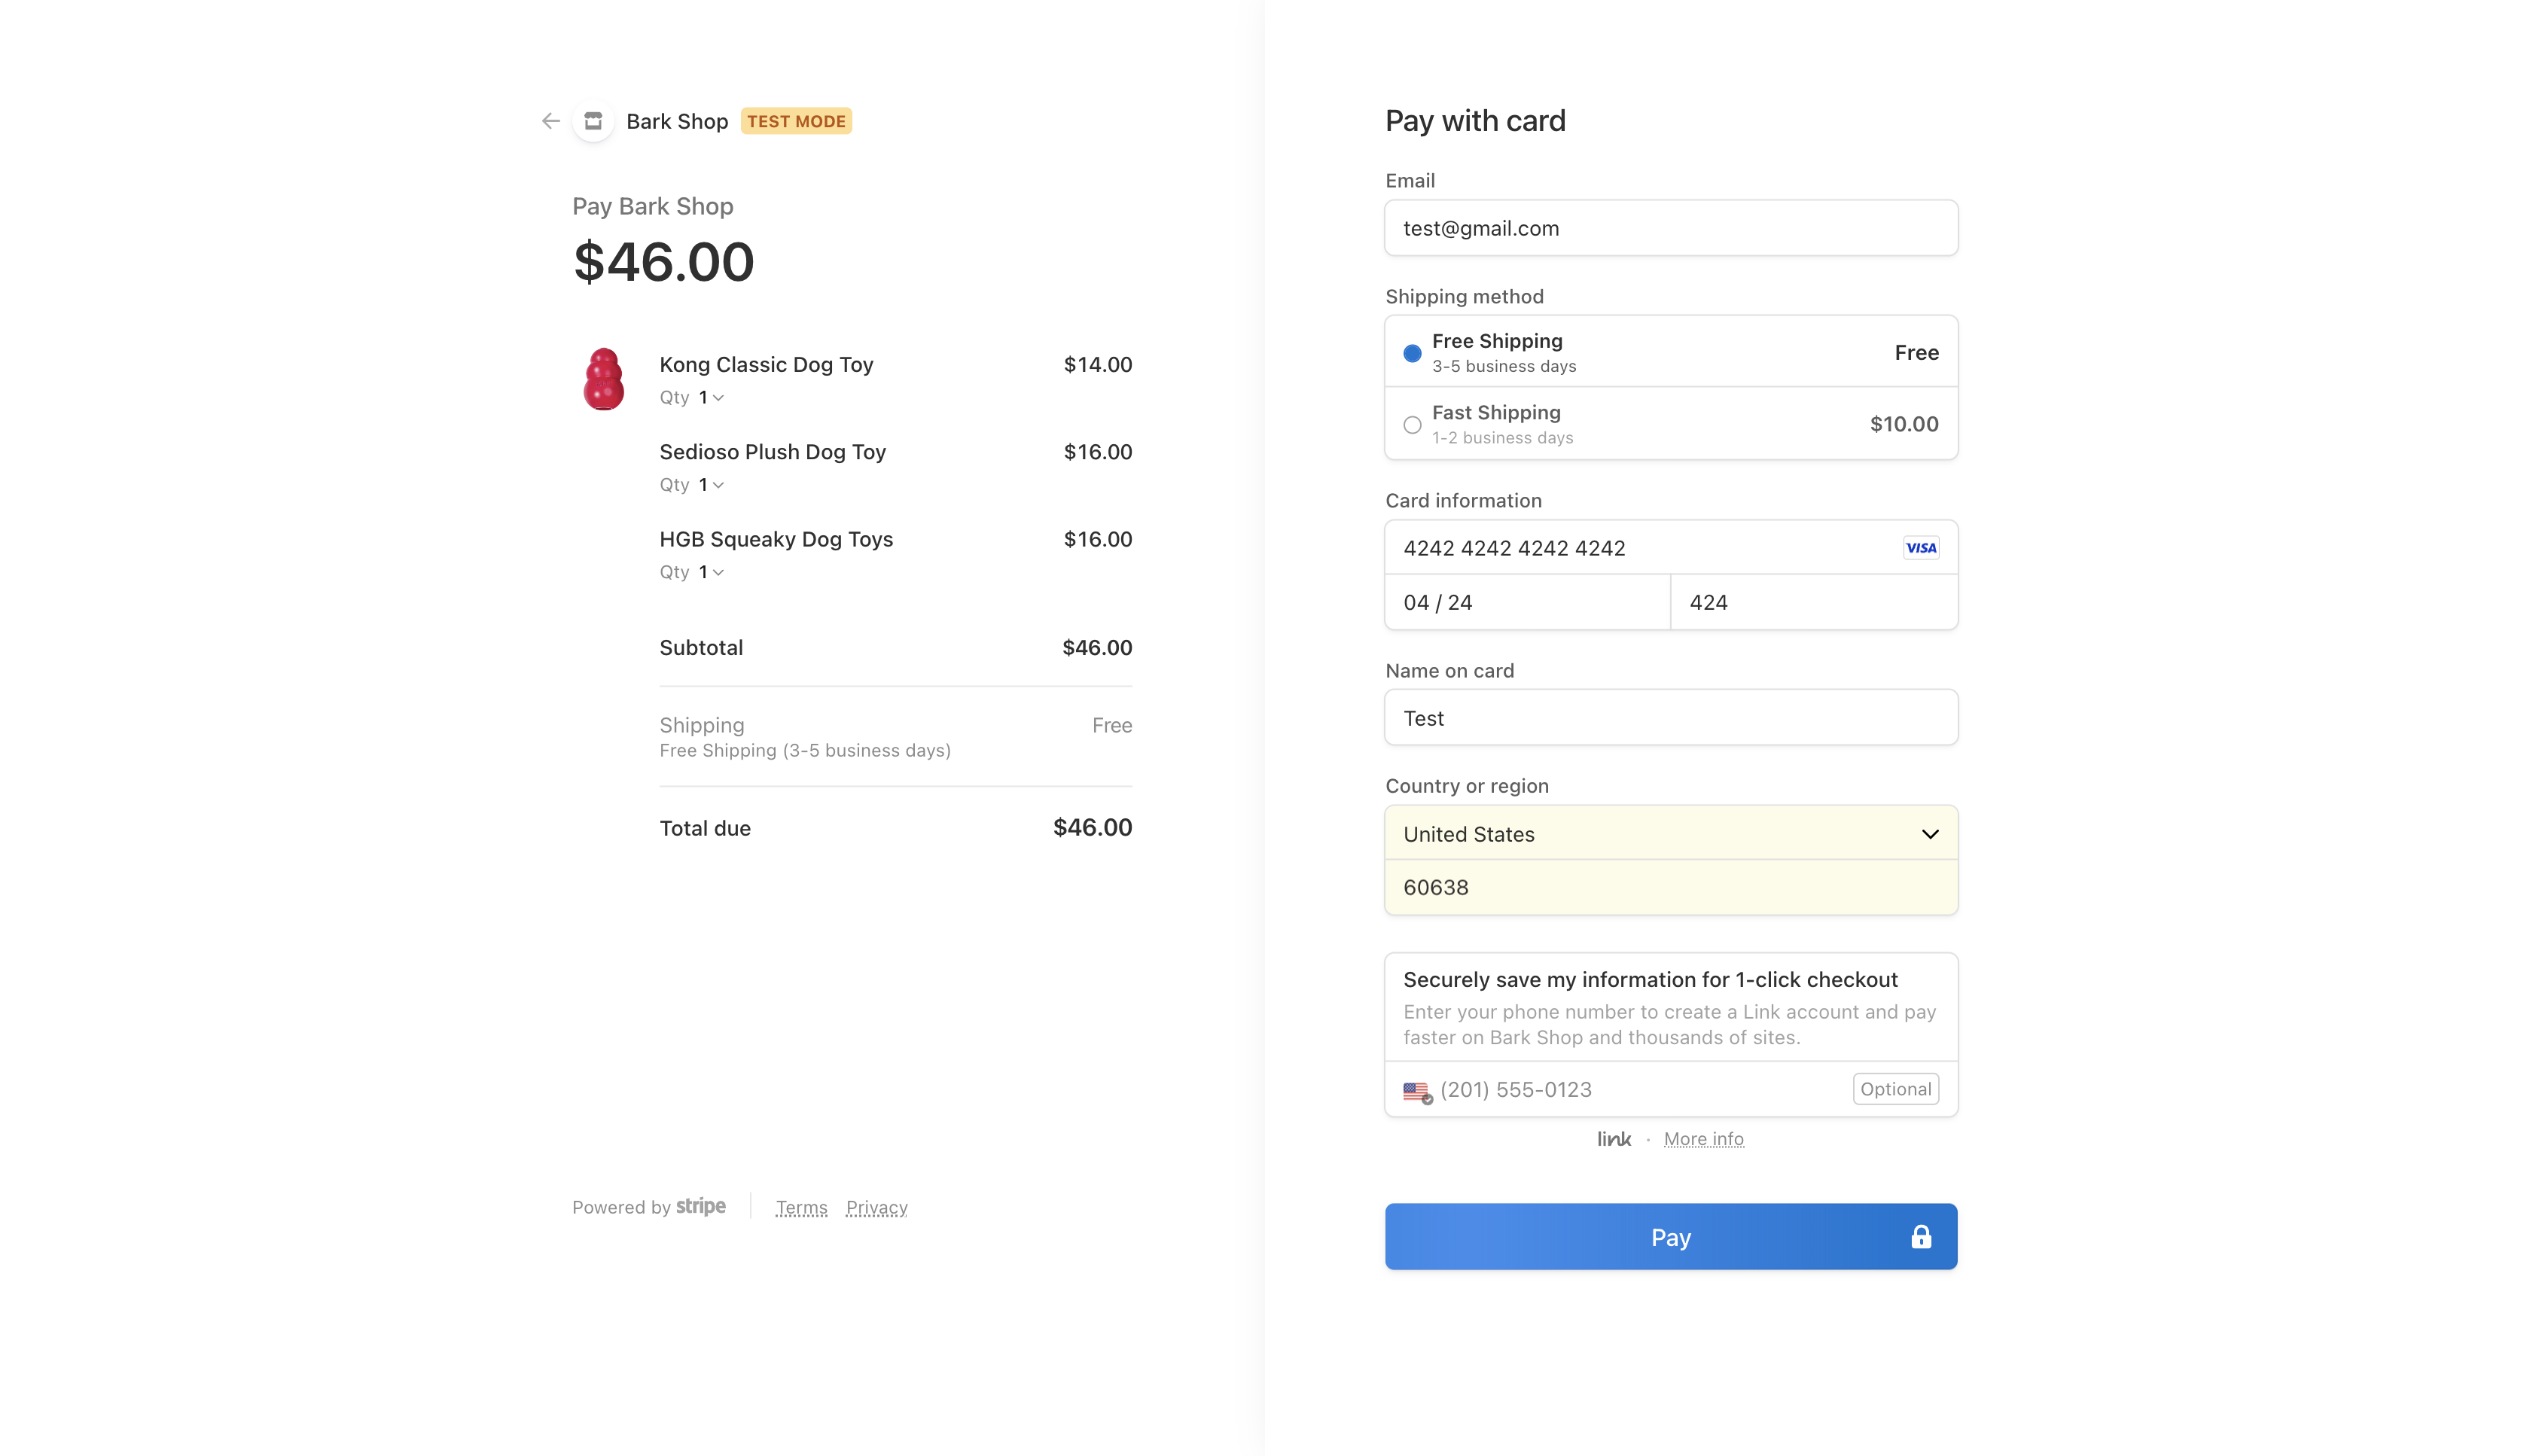 Bark Shop TEST MODE
Pay Bark Shop
$46.00
Kong Classic Dog Toy $14.00
Qty 1
Sedioso Plush Dog Toy $16.00
Qty 1
HGB Squeaky Dog Toys $16.00
Qty 1
Subtotal $46.00
Shipping Free
Free Shipping (3-5 business days)
Total due $46.00
Powered by stripe Terms Privacy
Pay with card
Email
test@gmail.com
Shipping method
Free Shipping
3-5 business days
Free
Fast Shipping
1-2 business days
$10.00
Card information
4242 4242 4242 4242 VISA
04 / 24 424
Name on card
Test
Country or region
United States
60638
Securely save my information for 1-click checkout
Enter your phone number to create a Link account and pay
faster on Bark Shop and thousands of sites.
(201) 555-0123 Optional
link · More info
Pay